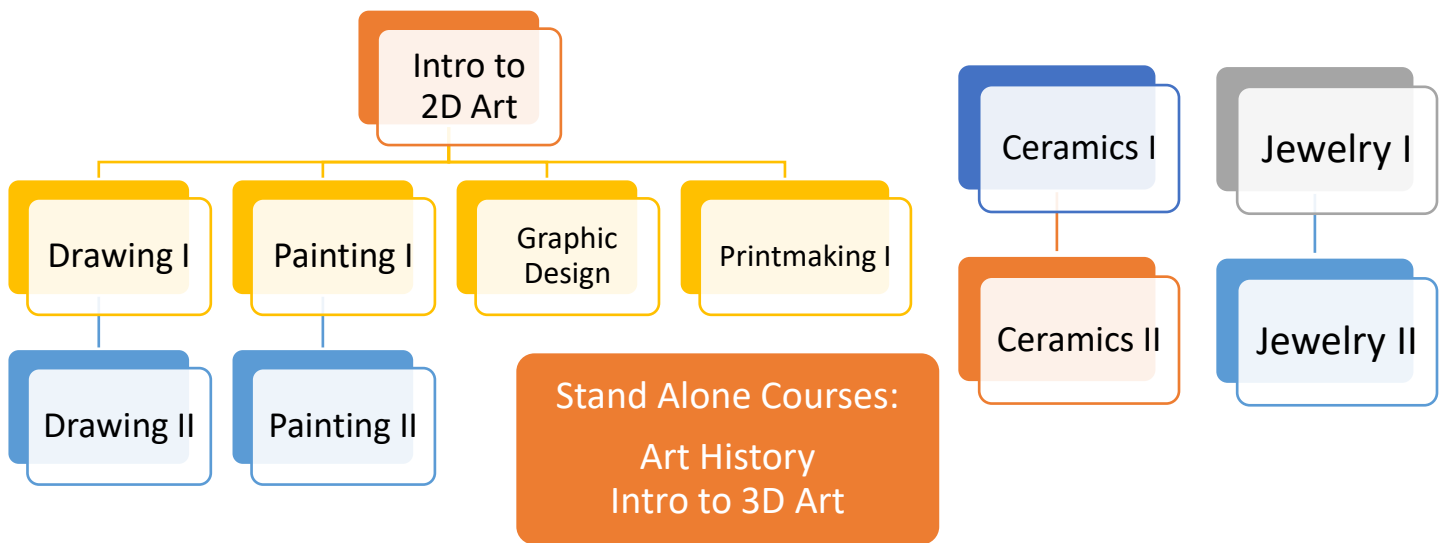 Intro to
2D Art
Drawing I
Painting I
Graphic
Design
Printmaking I
Drawing II
Painting II
Ceramics I
Ceramics II
Jewelry I
Jewelry II
Stand Alone Courses:
Art History
Intro to 3D Art